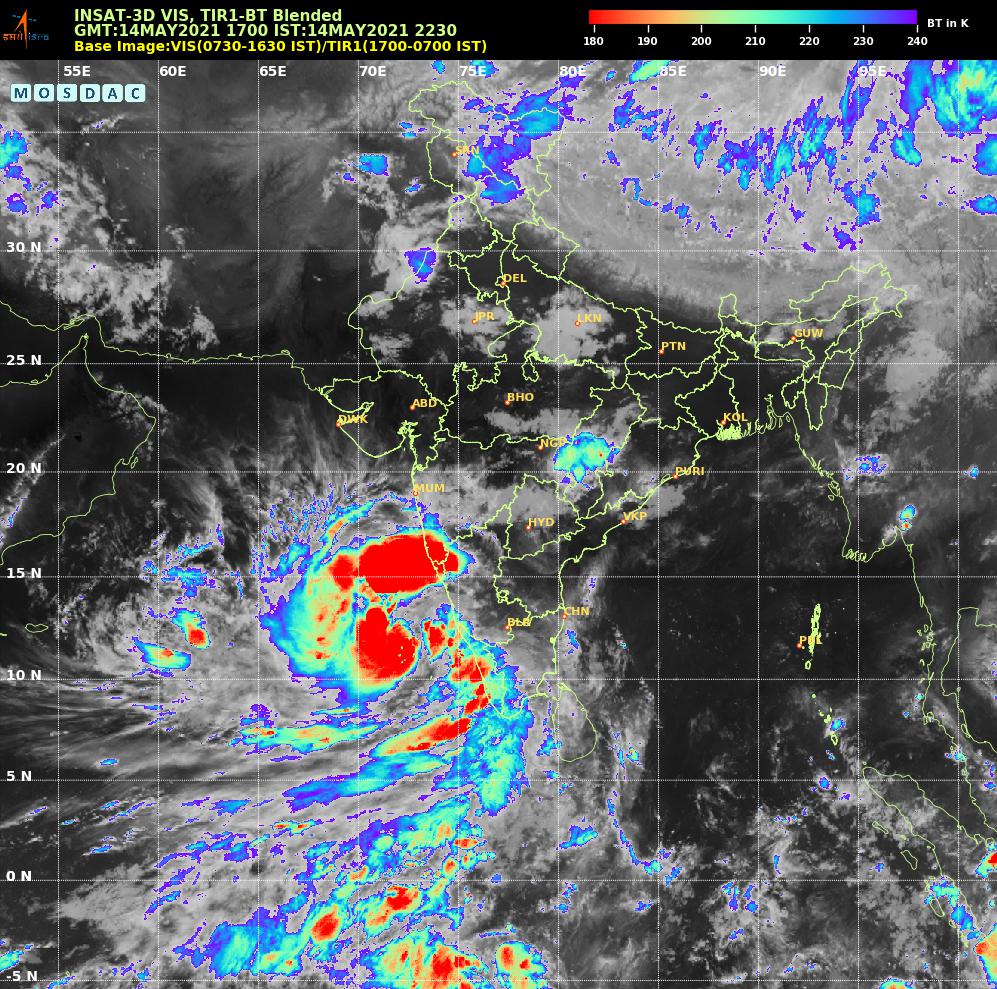 INSAT-3D VIS, TIR1-BT Blended
GMT:14MAY2021 1700 IST:14MAY2021 2230
Base Image:VIS(0730-1630 IST)/TIR1(1700-0700 IST)
BT in K
180 190 200 210 220 230 240
55E 60E 65E 70E 75E 80E 85E 90E 95E
MOSDAC
SRN
30 N
DEL
JPR LKN
GUW
PTN
25 N
BHO
ABD
DWK KOL
NGP
20 N PURI
MUM
HYD VKP
15 N
CHN
BLR
PBL
10 N
5 N
0 N
-5 N